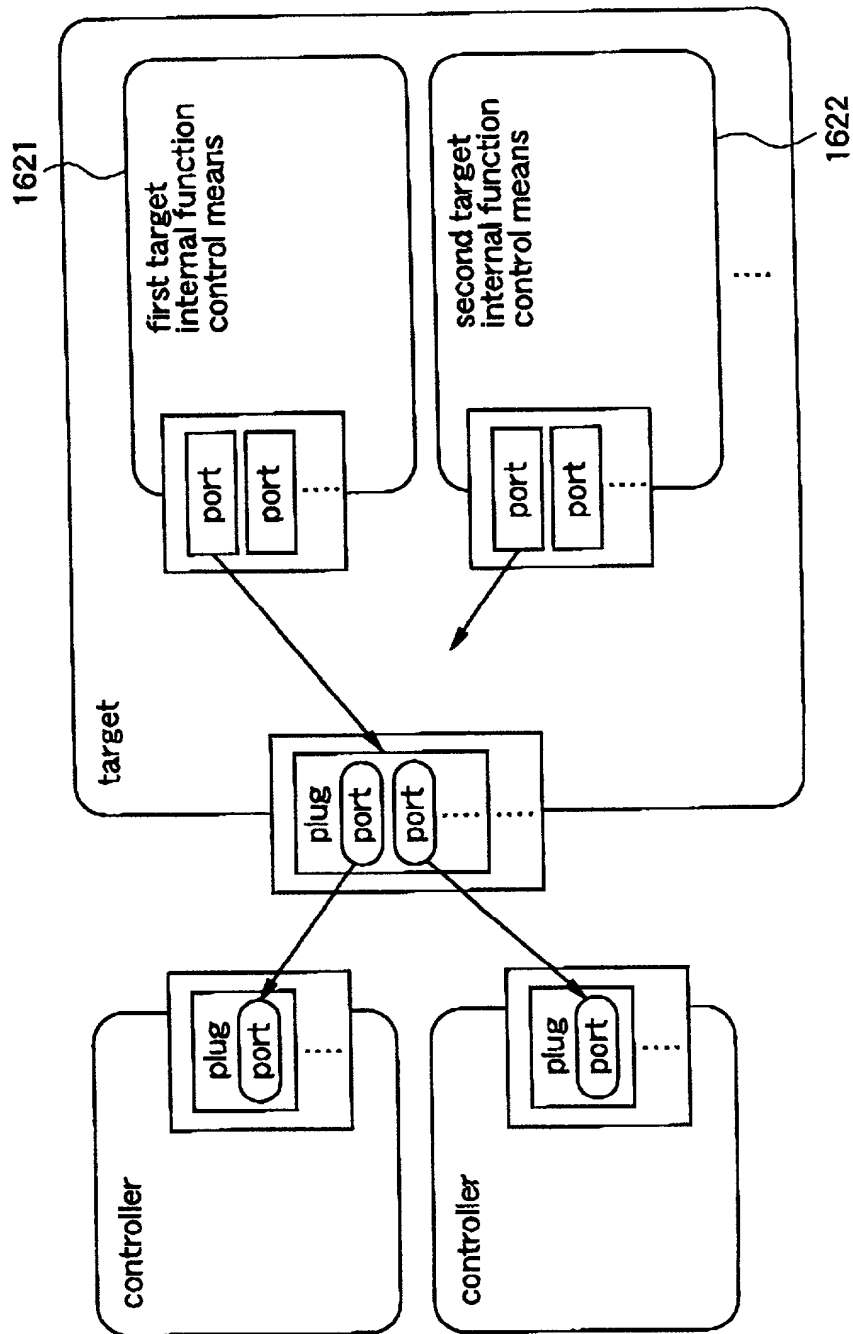 1621
target
first target
internal function
control means
port
port
.....
second target
internal function
control means
port
port
.....
.....
1622
plug
port
port
.....
.....
controller
plug
port
.....
controller
plug
port
.....